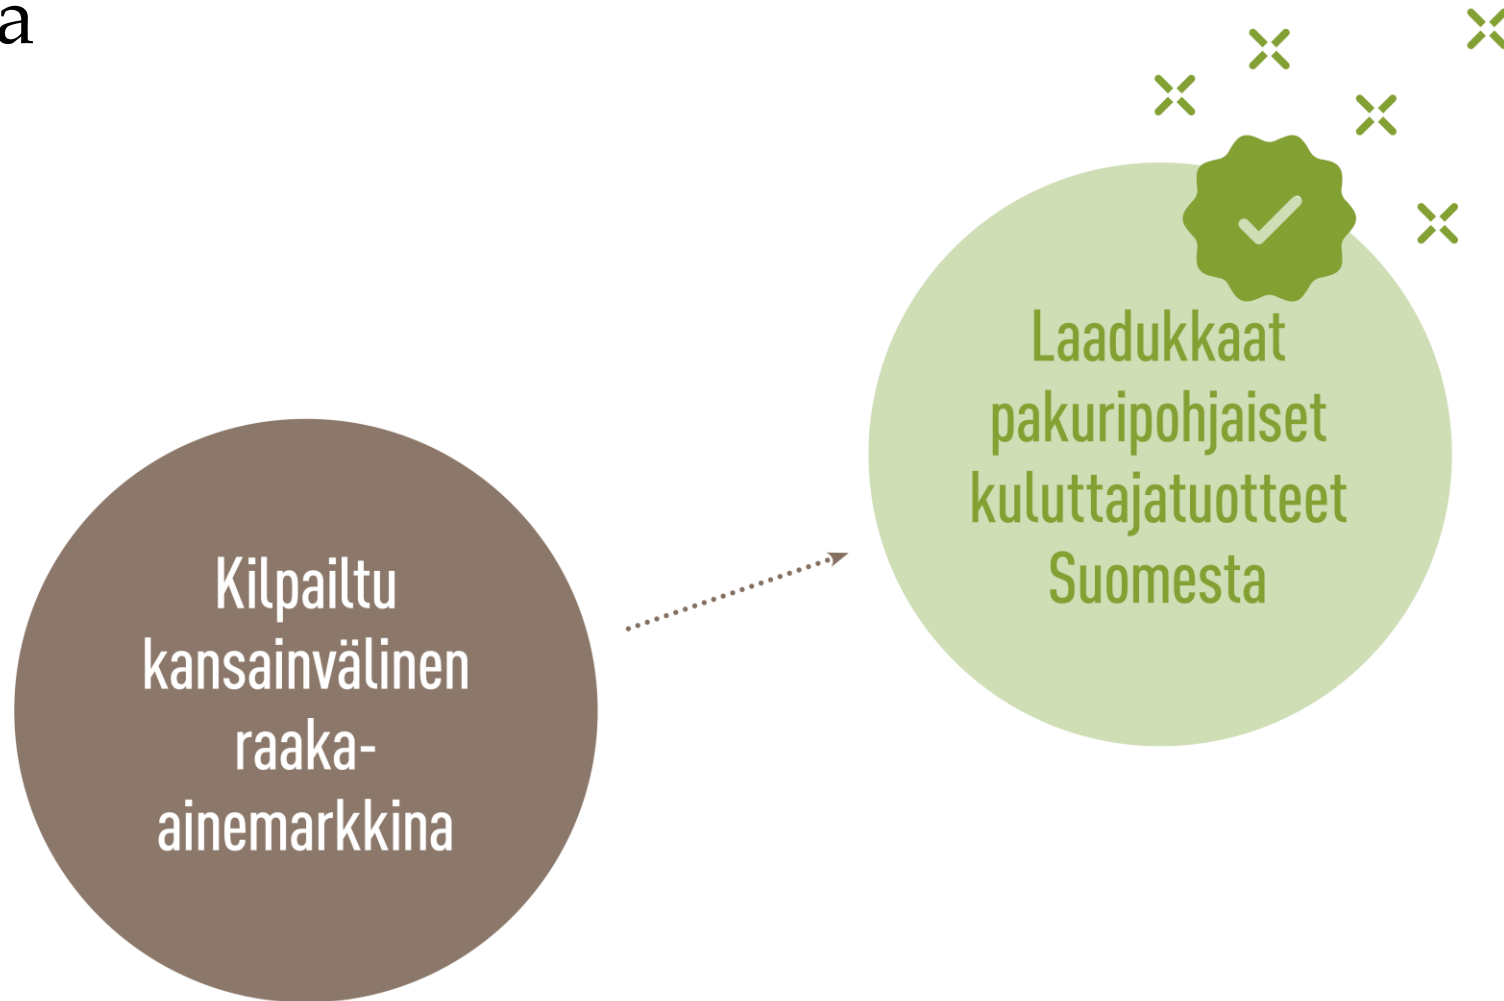 a
Laadukkaat
pakuripohjaiset
kuluttajatuotteet
Suomesta
Kilpailtu
kansainvälinen
raaka-
ainemarkkina